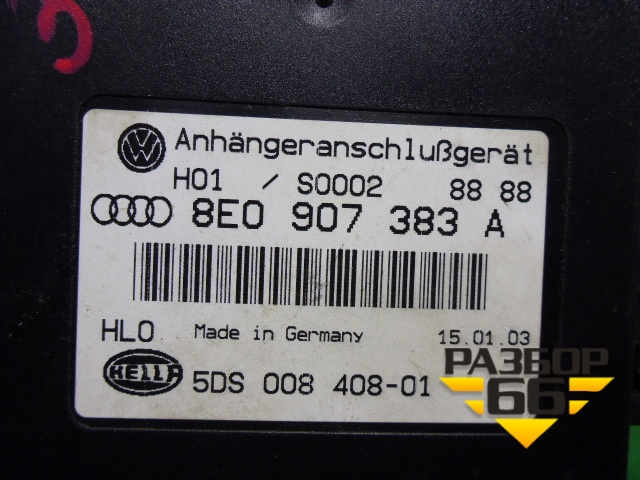 Anhängeranschlußgerät
H01 / S0002 88 88
8E0 907 383 A
HLO Made in Germany 15.01.03
HELLA 5DS 008 408-01
РАЗБОР
66